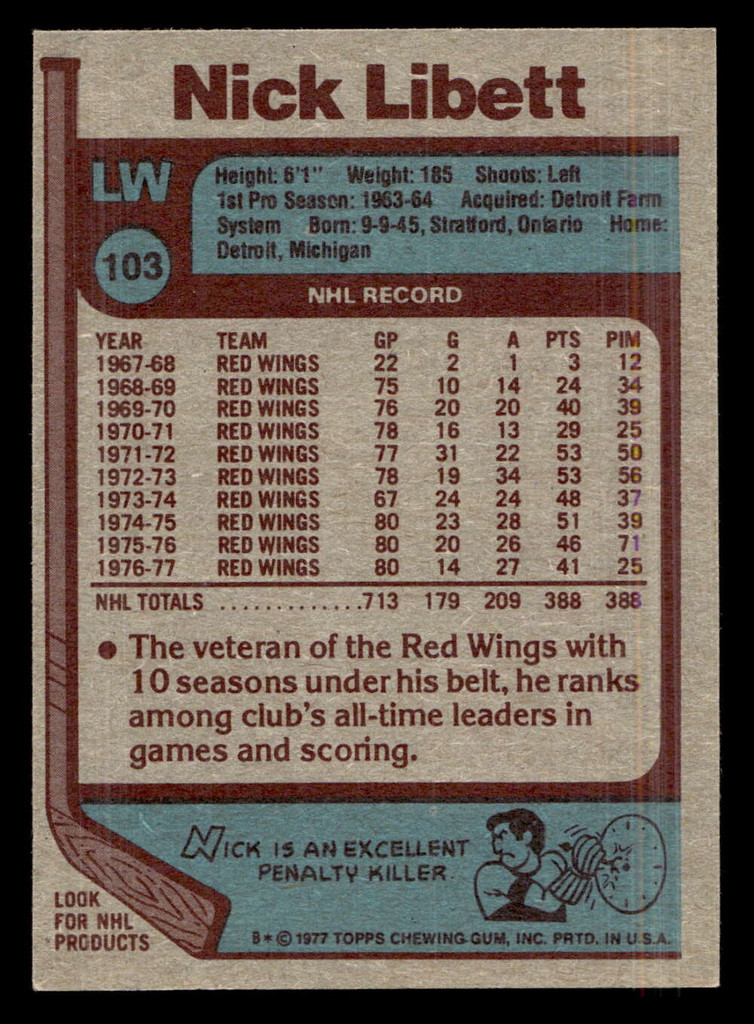 Nick Libett
LW
103
Height: 6'1" Weight: 185 Shoots: Left
1st Pro Season: 1963-64 Acquired: Detroit Farm
System Born: 9-9-45, Stratford, Ontario Home:
Detroit, Michigan
NHL RECORD
YEAR TEAM GP G A PTS PIM
1967-68 RED WINGS 22 2 1 3 12
1968-69 RED WINGS 75 10 14 24 34
1969-70 RED WINGS 76 20 20 40 39
1970-71 RED WINGS 78 16 13 29 25
1971-72 RED WINGS 77 31 22 53 50
1972-73 RED WINGS 78 19 34 53 56
1973-74 RED WINGS 67 24 24 48 37
1974-75 RED WINGS 80 23 28 51 39
1975-76 RED WINGS 80 20 26 46 71
1976-77 RED WINGS 80 14 27 41 25
NHL TOTALS .............713 179 209 388 388
• The veteran of the Red Wings with
10 seasons under his belt, he ranks
among club's all-time leaders in
games and scoring.
NICK IS AN EXCELLENT
PENALTY KILLER.
LOOK
FOR NHL
PRODUCTS
B* © 1977 TOPPS CHEWING GUM, INC. PRTD. IN U.S.A.